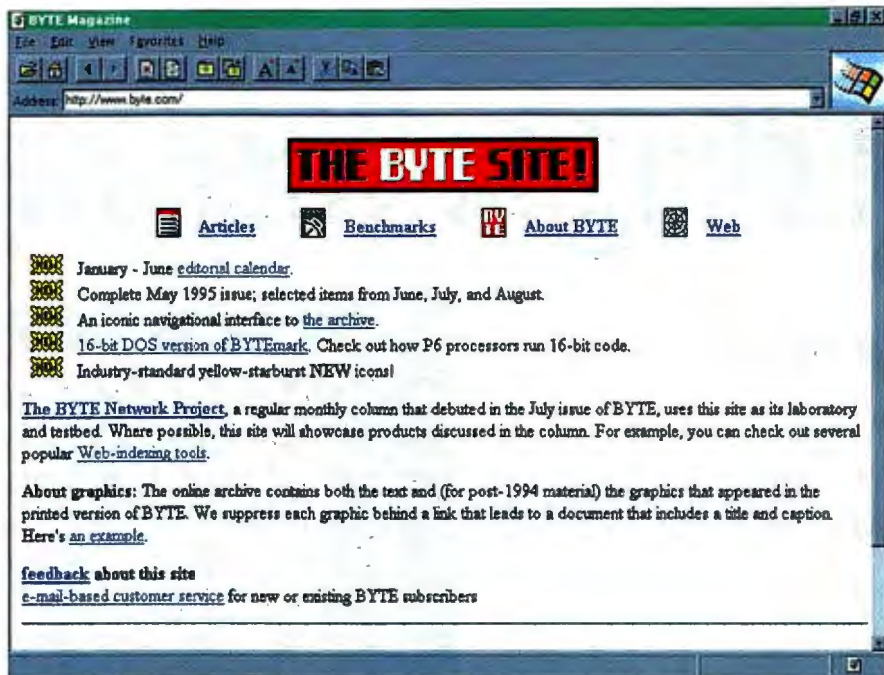 BYTE Magazine
File Edit View Favorites Help
Address: http://www.byte.com/
THE BYTE SITE!
Articles Benchmarks BYTE About BYTE Web
NEW January - June editorial calendar.
NEW Complete May 1995 issue; selected items from June, July, and August.
NEW An iconic navigational interface to the archive.
NEW 16-bit DOS version of BYTEmark. Check out how P6 processors run 16-bit code.
NEW Industry-standard yellow-starburst NEW icons!
The BYTE Network Project, a regular monthly column that debuted in the July issue of BYTE, uses this site as its laboratory
and testbed. Where possible, this site will showcase products discussed in the column. For example, you can check out several
popular Web-indexing tools.
About graphics: The online archive contains both the text and (for post-1994 material) the graphics that appeared in the
printed version of BYTE. We suppress each graphic behind a link that leads to a document that includes a title and caption.
Here's an example.
feedback about this site
e-mail-based customer service for new or existing BYTE subscribers